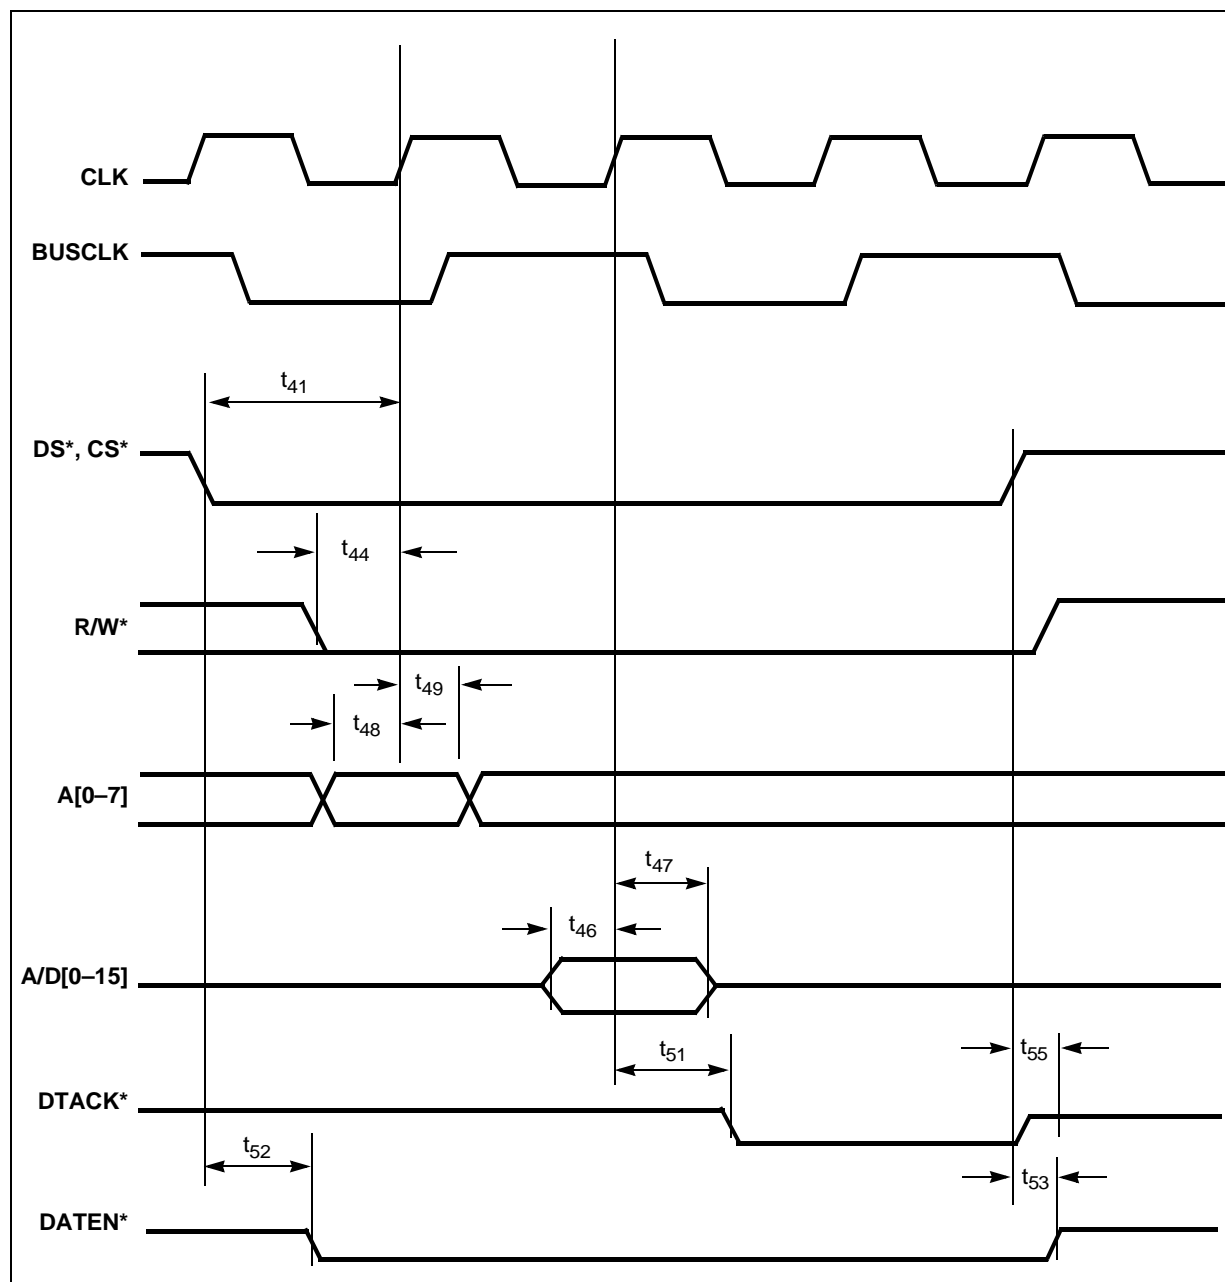 CLK
BUSCLK
t41
DS*, CS*
t44
R/W*
t49
t48
A[0–7]
t47
t46
A/D[0–15]
t51
t55
DTACK*
t52
t53
DATEN*